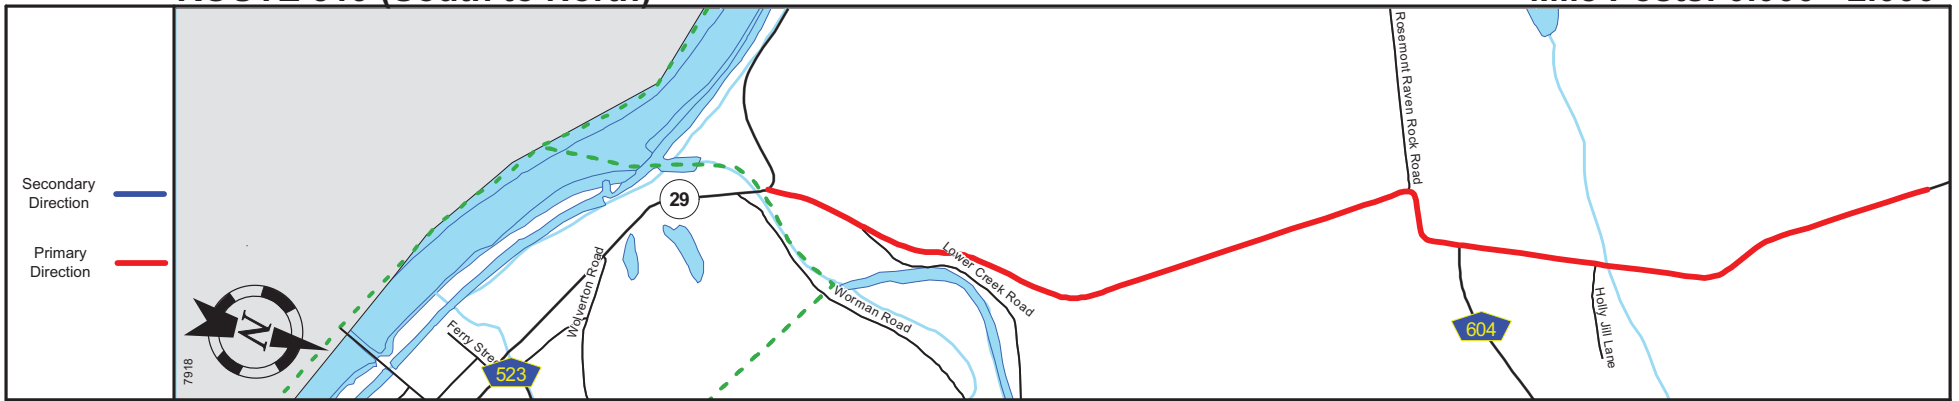 Secondary
Direction
Primary
Direction
7918
N
29
Wolverton Road
Ferry Stre
523
Worman Road
Lower Creek Road
Rosemont Raven Rock Road
604
Holly Jill Lane